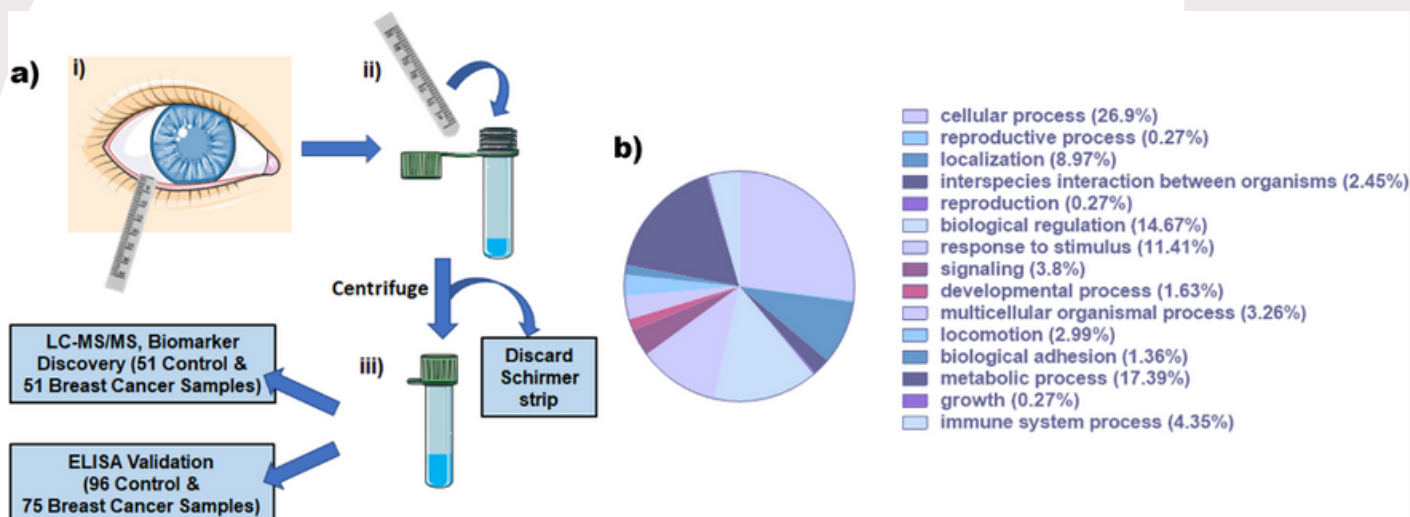 a)
i)
ii)
Centrifuge
iii)
Discard
Schirmer
strip
LC-MS/MS, Biomarker
Discovery (51 Control &
51 Breast Cancer Samples)
ELISA Validation
(96 Control &
75 Breast Cancer Samples)
b)
cellular process (26.9%)
reproductive process (0.27%)
localization (8.97%)
interspecies interaction between organisms (2.45%)
reproduction (0.27%)
biological regulation (14.67%)
response to stimulus (11.41%)
signaling (3.8%)
developmental process (1.63%)
multicellular organismal process (3.26%)
locomotion (2.99%)
biological adhesion (1.36%)
metabolic process (17.39%)
growth (0.27%)
immune system process (4.35%)